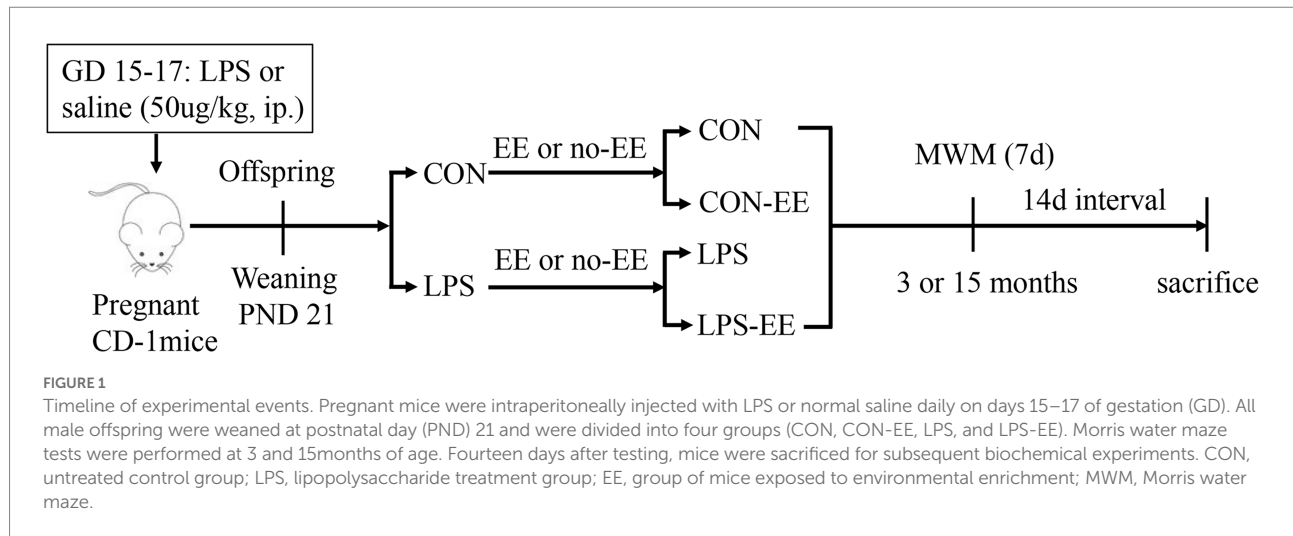 GD 15-17: LPS or
saline (50ug/kg, ip.)
Offspring
Weaning
PND 21
Pregnant
CD-1mice
CON
LPS
EE or no-EE
EE or no-EE
CON
CON-EE
LPS
LPS-EE
MWM (7d)
14d interval
3 or 15 months
sacrifice
FIGURE 1
Timeline of experimental events. Pregnant mice were intraperitoneally injected with LPS or normal saline daily on days 15–17 of gestation (GD). All
male offspring were weaned at postnatal day (PND) 21 and were divided into four groups (CON, CON-EE, LPS, and LPS-EE). Morris water maze
tests were performed at 3 and 15months of age. Fourteen days after testing, mice were sacrificed for subsequent biochemical experiments. CON,
untreated control group; LPS, lipopolysaccharide treatment group; EE, group of mice exposed to environmental enrichment; MWM, Morris water
maze.